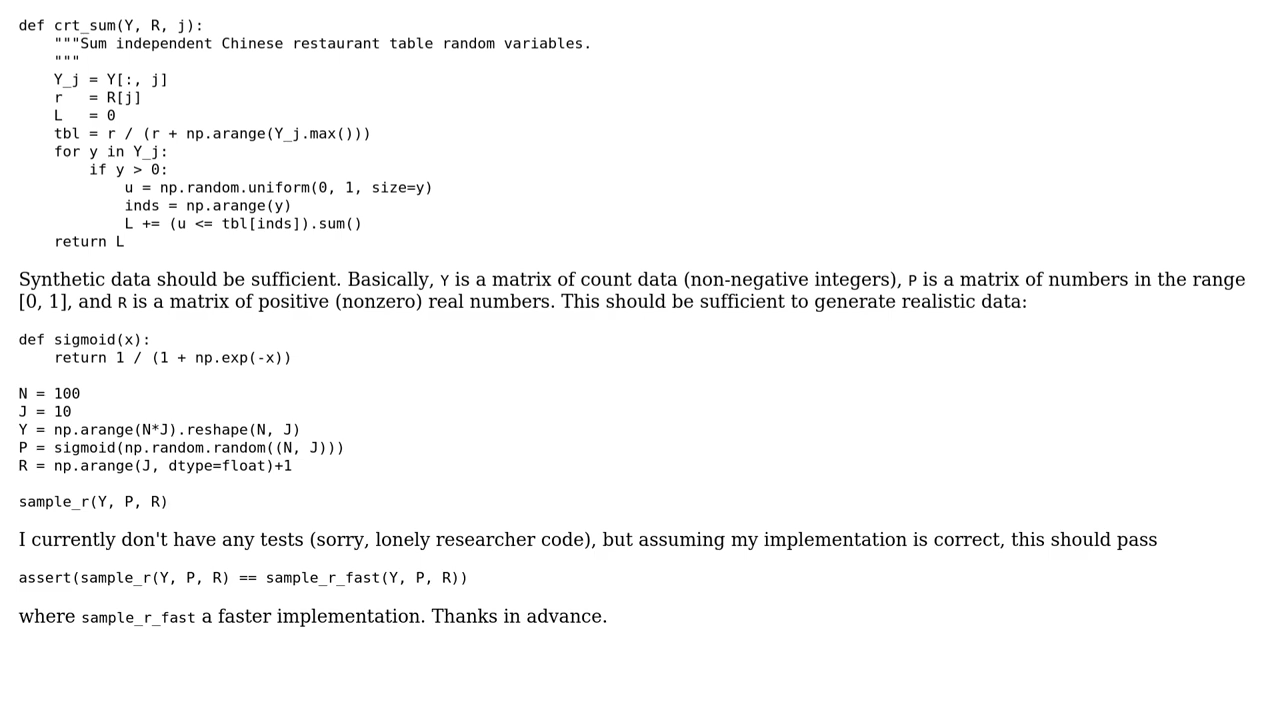 def crt_sum(Y, R, j):
    """Sum independent Chinese restaurant table random variables.
    """
    Y_j = Y[:, j]
    r   = R[j]
    L   = 0
    tbl = r / (r + np.arange(Y_j.max()))
    for y in Y_j:
        if y > 0:
            u = np.random.uniform(0, 1, size=y)
            inds = np.arange(y)
            L += (u <= tbl[inds]).sum()
    return L
Synthetic data should be sufficient. Basically, Y is a matrix of count data (non-negative integers), P is a matrix of numbers in the range
[0, 1], and R is a matrix of positive (nonzero) real numbers. This should be sufficient to generate realistic data:
def sigmoid(x):
    return 1 / (1 + np.exp(-x))
N = 100
J = 10
Y = np.arange(N*J).reshape(N, J)
P = sigmoid(np.random.random((N, J)))
R = np.arange(J, dtype=float)+1
sample_r(Y, P, R)
I currently don't have any tests (sorry, lonely researcher code), but assuming my implementation is correct, this should pass
assert(sample_r(Y, P, R) == sample_r_fast(Y, P, R))
where sample_r_fast a faster implementation. Thanks in advance.